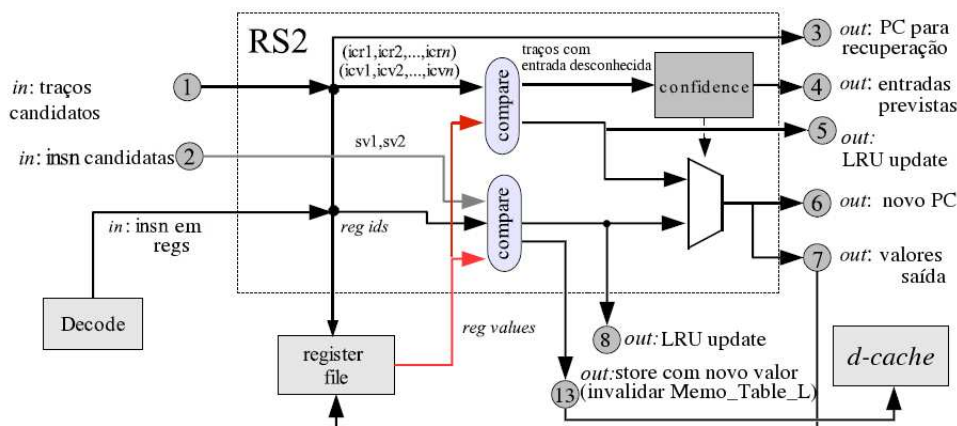 RS2
(icr1,icr2,...,icrn)
(icv1,icv2,...,icvn)
traços com
entrada desconhecida
3
out: PC para
recuperação
in: traços
candidatos
1
compare
confidence
4
out: entradas
previstas
5
out:
LRU update
in: insn candidatas
2
sv1,sv2
compare
6
out: novo PC
in: insn em
regs
reg ids
7
out: valores
saída
Decode
register
file
reg values
8
out: LRU update
d-cache
13
out:store com novo valor
(invalidar Memo_Table_L)